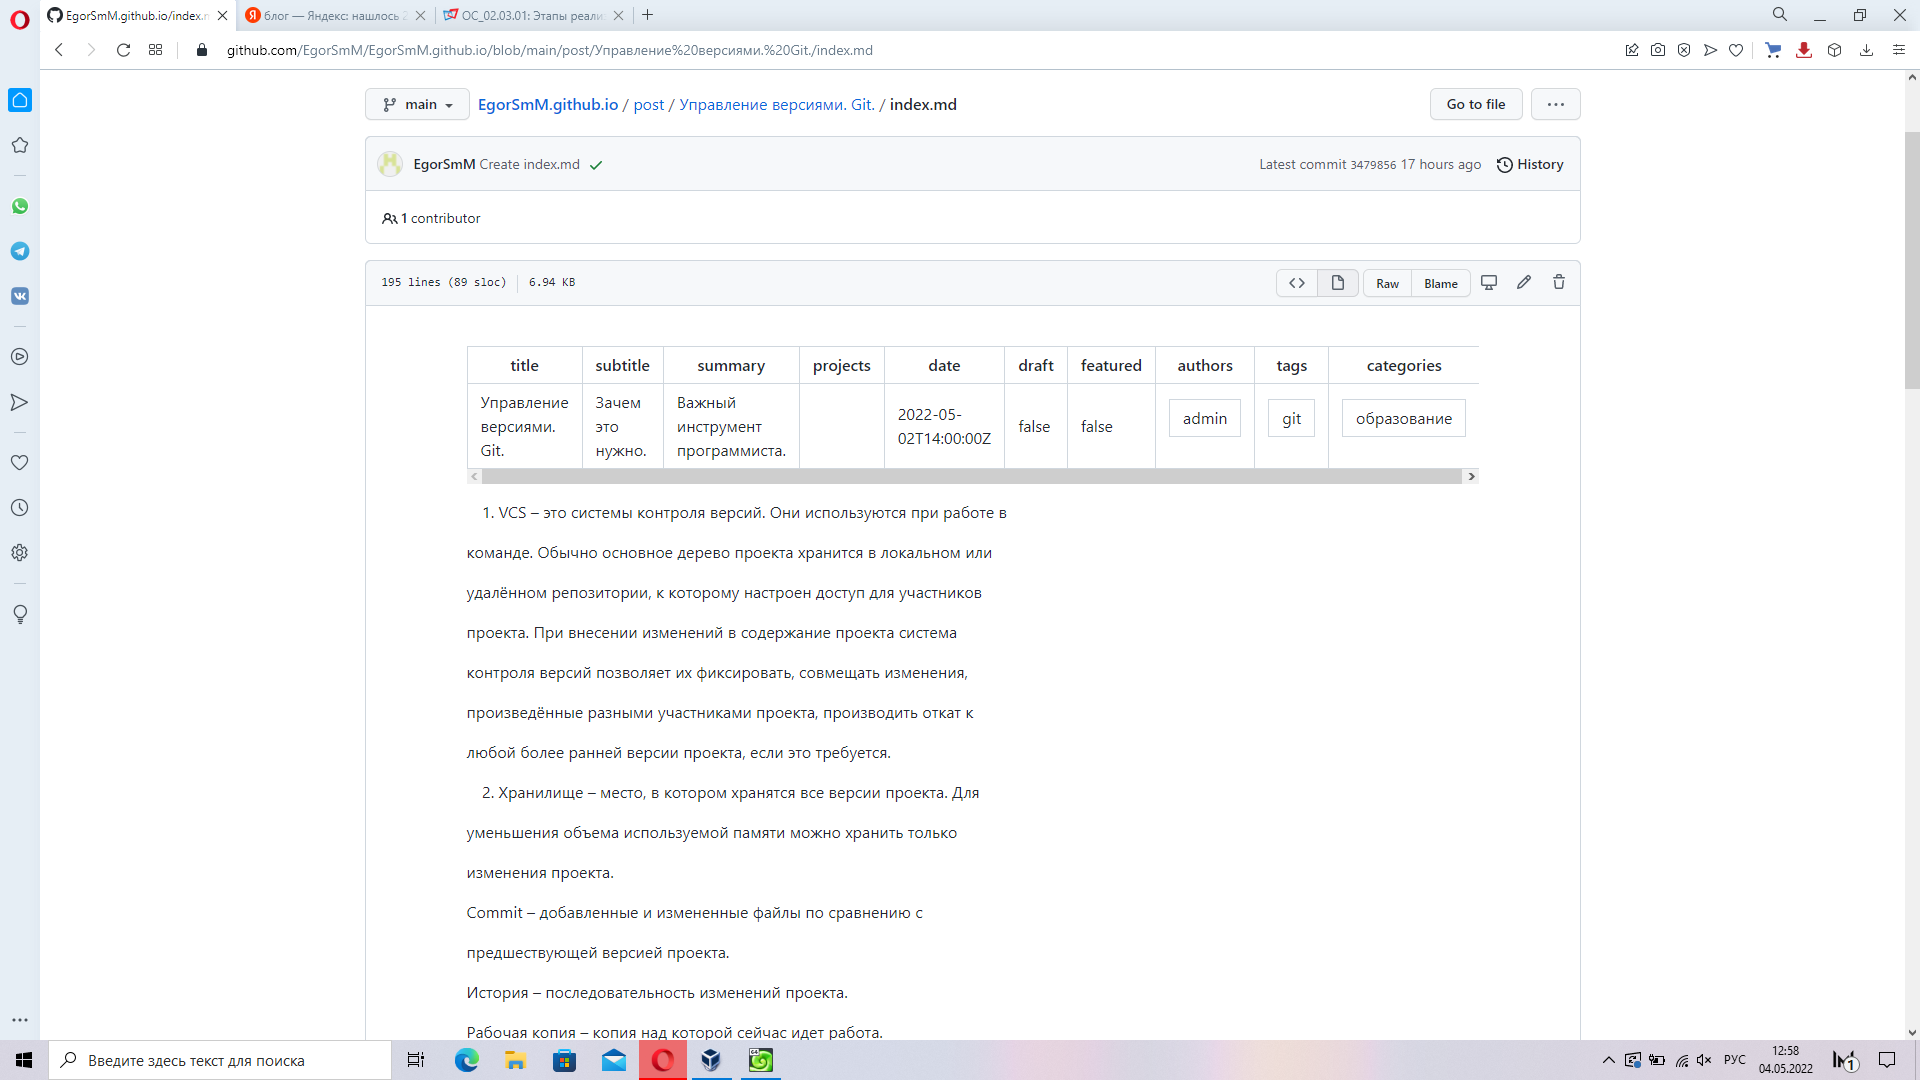 EgorSmM.github.io/index.m
блог — Яндекс: нашлось 2
ОС_02.03.01: Этапы реали
github.com/EgorSmM/EgorSmM.github.io/blob/main/post/Управление%20версиями.%20Git./index.md
main
EgorSmM.github.io / post / Управление версиями. Git. / index.md
Go to file
EgorSmM Create index.md
Latest commit 3479856 17 hours ago
History
1 contributor
195 lines (89 sloc) 6.94 KB
Raw
Blame
title subtitle summary projects date draft featured authors tags categories
Управление версиями. Git.
Зачем это нужно.
Важный инструмент программиста.
2022-05-02T14:00:00Z
false
false
admin
git
образование
1. VCS – это системы контроля версий. Они используются при работе в
команде. Обычно основное дерево проекта хранится в локальном или
удалённом репозитории, к которому настроен доступ для участников
проекта. При внесении изменений в содержание проекта система
контроля версий позволяет их фиксировать, совмещать изменения,
произведённые разными участниками проекта, производить откат к
любой более ранней версии проекта, если это требуется.
2. Хранилище – место, в котором хранятся все версии проекта. Для
уменьшения объема используемой памяти можно хранить только
изменения проекта.
Commit – добавленные и измененные файлы по сравнению с
предшествующей версией проекта.
История – последовательность изменений проекта.
Рабочая копия – копия над которой сейчас идет работа.
Введите здесь текст для поиска
РУС
12:58
04.05.2022
1